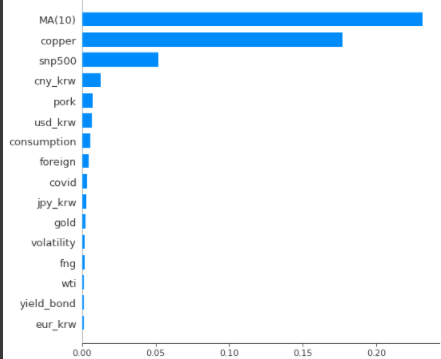 MA(10)
copper
snp500
cny_krw
pork
usd_krw
consumption
foreign
covid
jpy_krw
gold
volatility
fng
wti
yield_bond
eur_krw
0.00 0.05 0.10 0.15 0.20